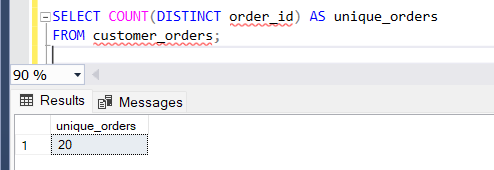 SELECT COUNT(DISTINCT order_id) AS unique_orders
FROM customer_orders;
90 %
Results Messages
unique_orders
1 20